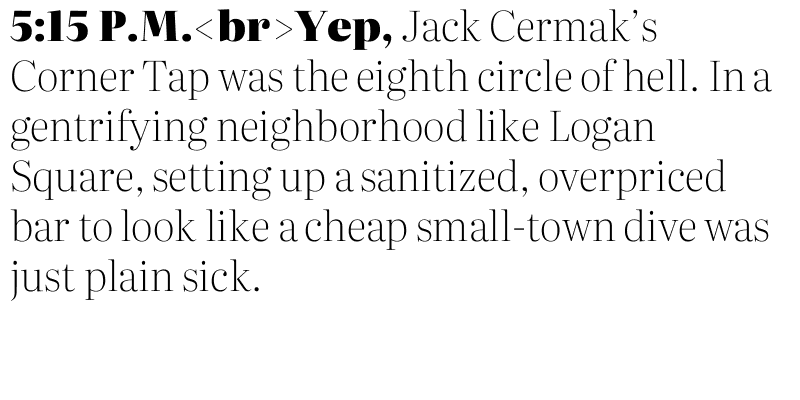 5:15 P.M.<br>Yep, Jack Cermak’s
Corner Tap was the eighth circle of hell. In a
gentrifying neighborhood like Logan
Square, setting up a sanitized, overpriced
bar to look like a cheap small-town dive was
just plain sick.